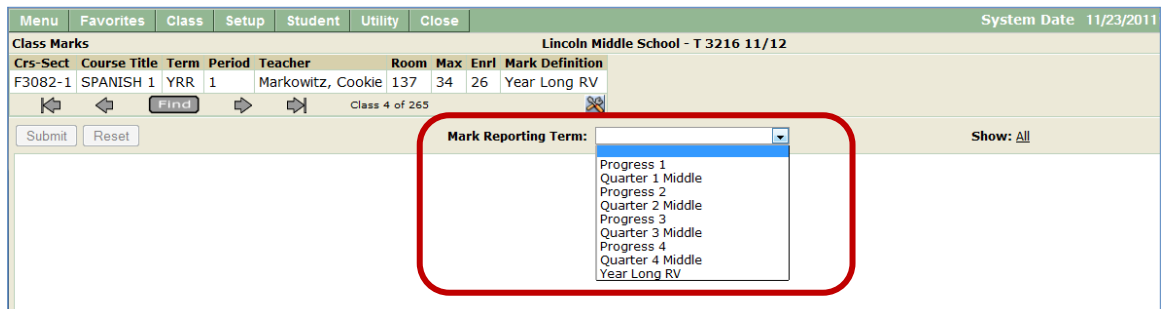 Menu Favorites Class Setup Student Utility Close System Date 11/23/2011
Class Marks Lincoln Middle School - T 3216 11/12
Crs-Sect Course Title Term Period Teacher Room Max Enrl Mark Definition
F3082-1 SPANISH 1 YRR 1 Markowitz, Cookie 137 34 26 Year Long RV
Find Class 4 of 265
Submit Reset Mark Reporting Term: Show: All
Progress 1
Quarter 1 Middle
Progress 2
Quarter 2 Middle
Progress 3
Quarter 3 Middle
Progress 4
Quarter 4 Middle
Year Long RV